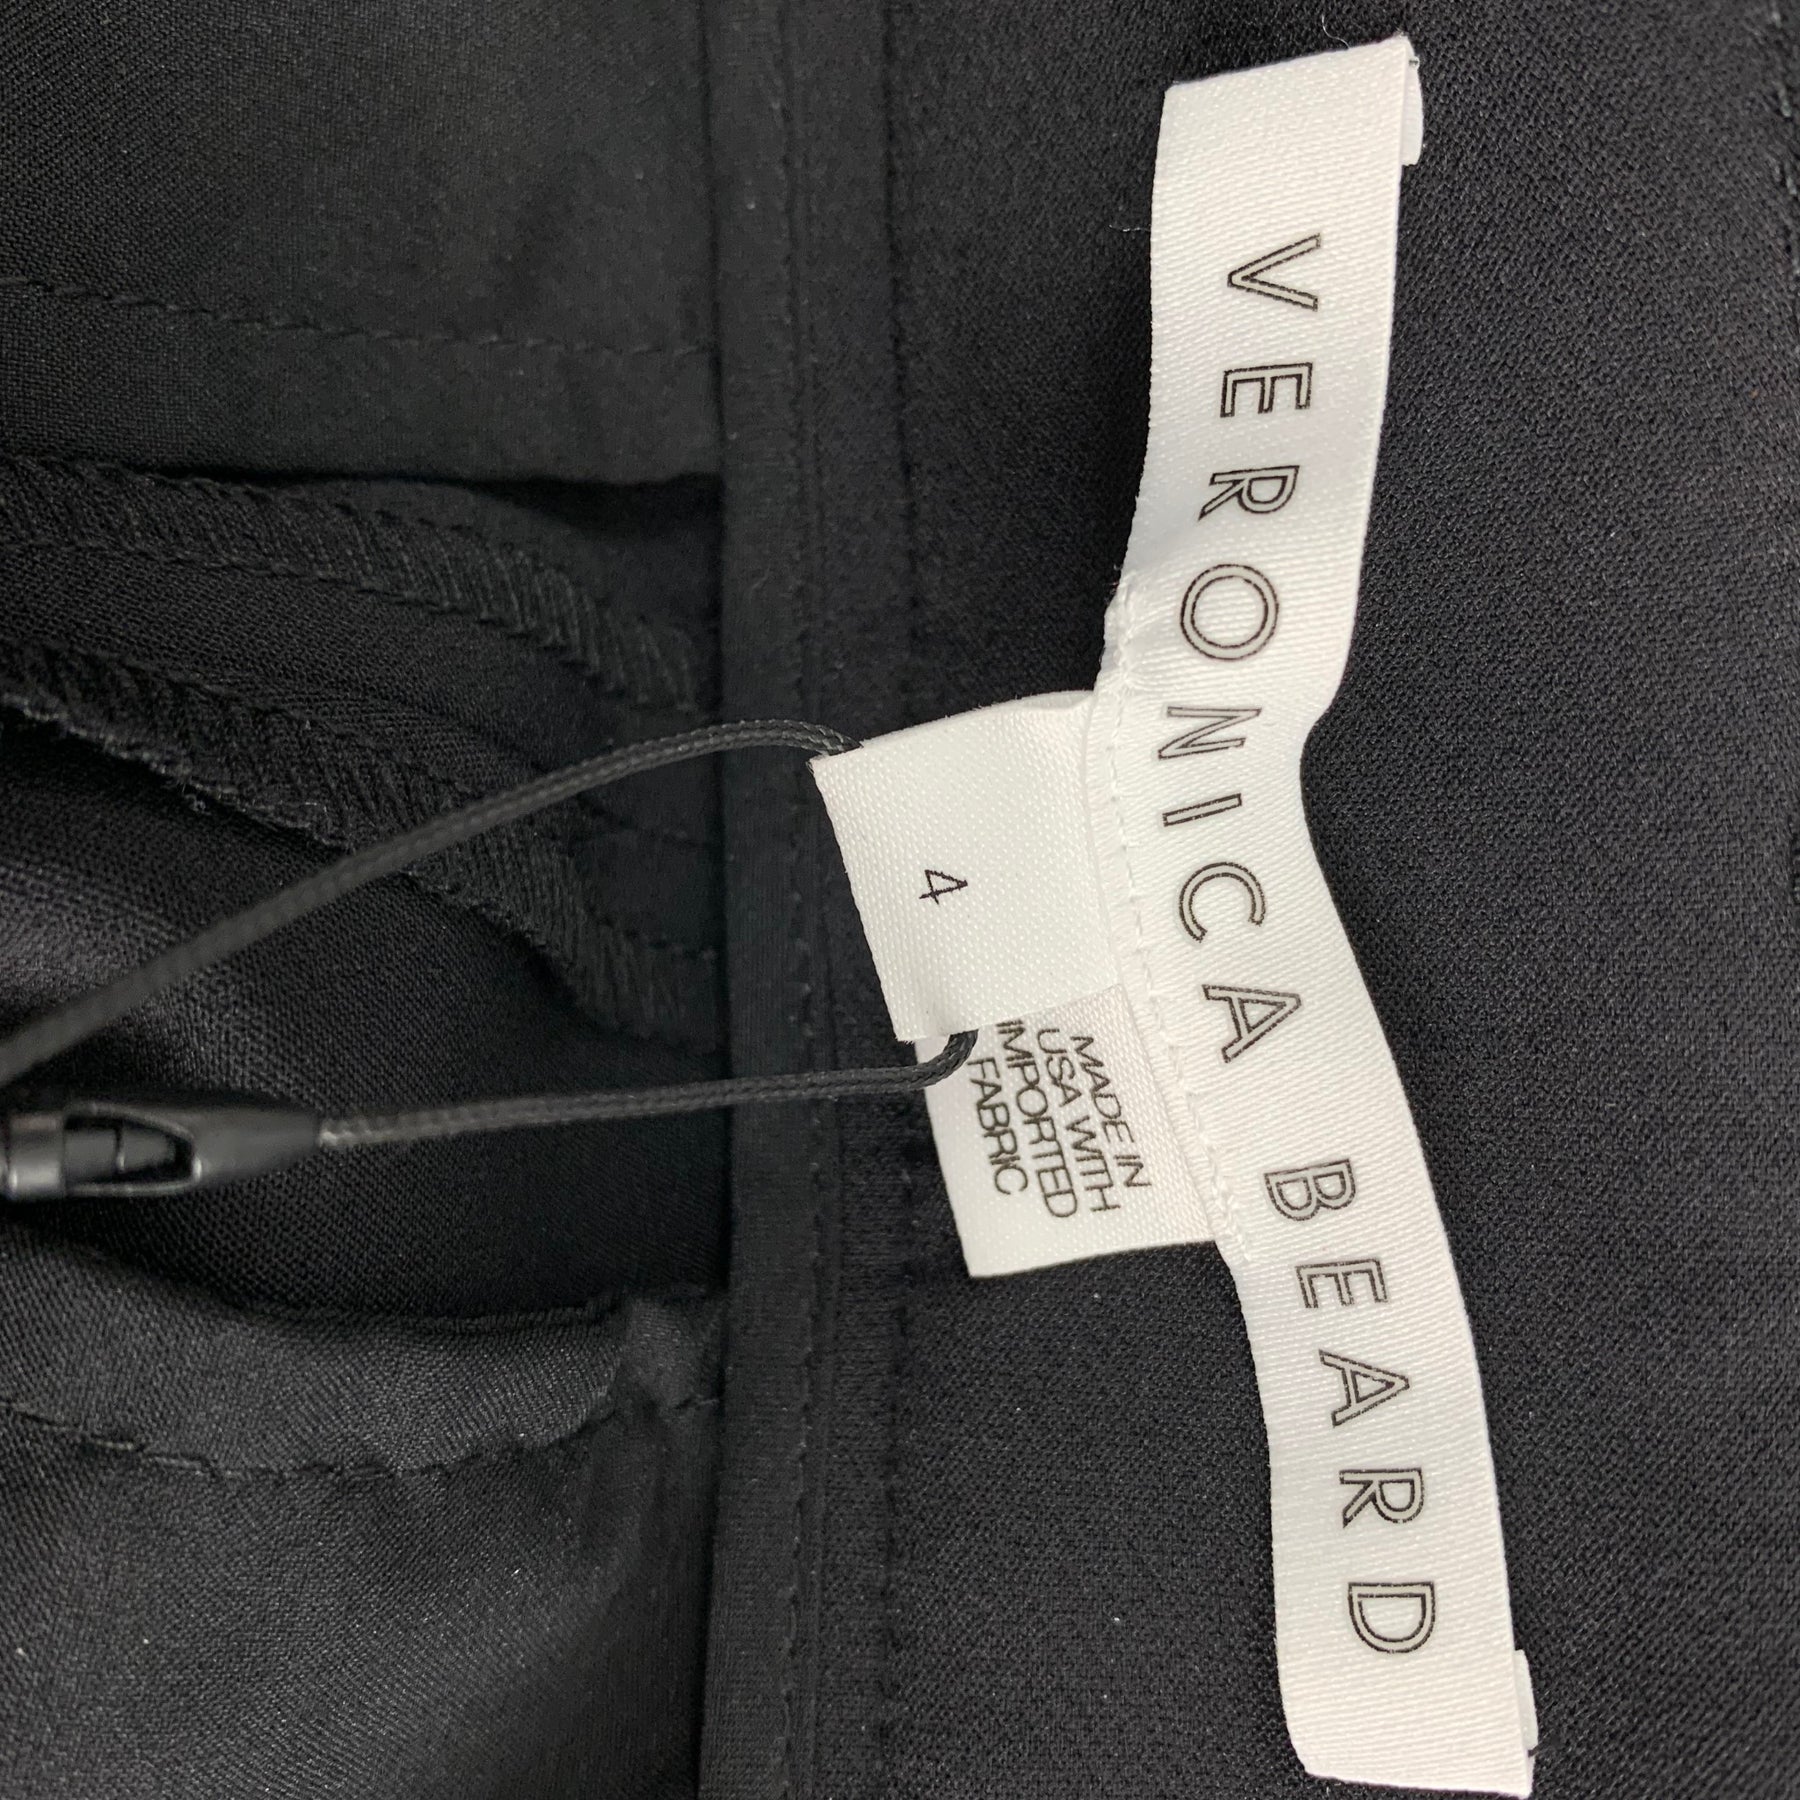 VERONICA BEARD
4
MADE IN
USA WITH
IMPORTED
FABRIC